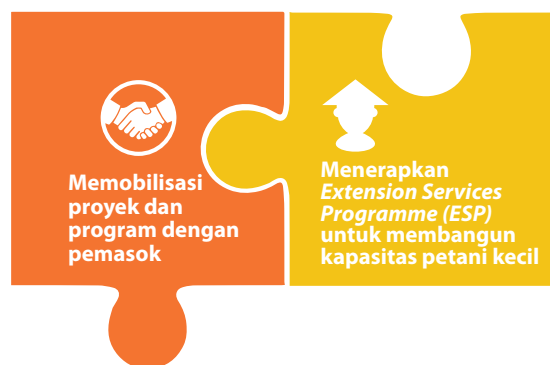 Memobilisasi
proyek dan
program dengan
pemasok
Menerapkan
Extension Services
Programme (ESP)
untuk membangun
kapasitas petani kecil